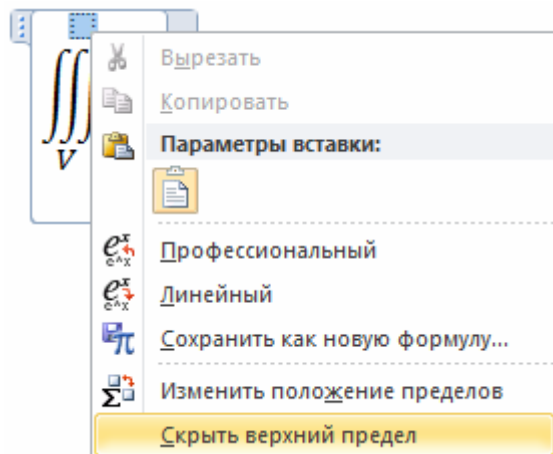 ∭
V
Вырезать
Копировать
Параметры вставки:
Профессиональный
Линейный
Сохранить как новую формулу...
Изменить положение пределов
Скрыть верхний предел